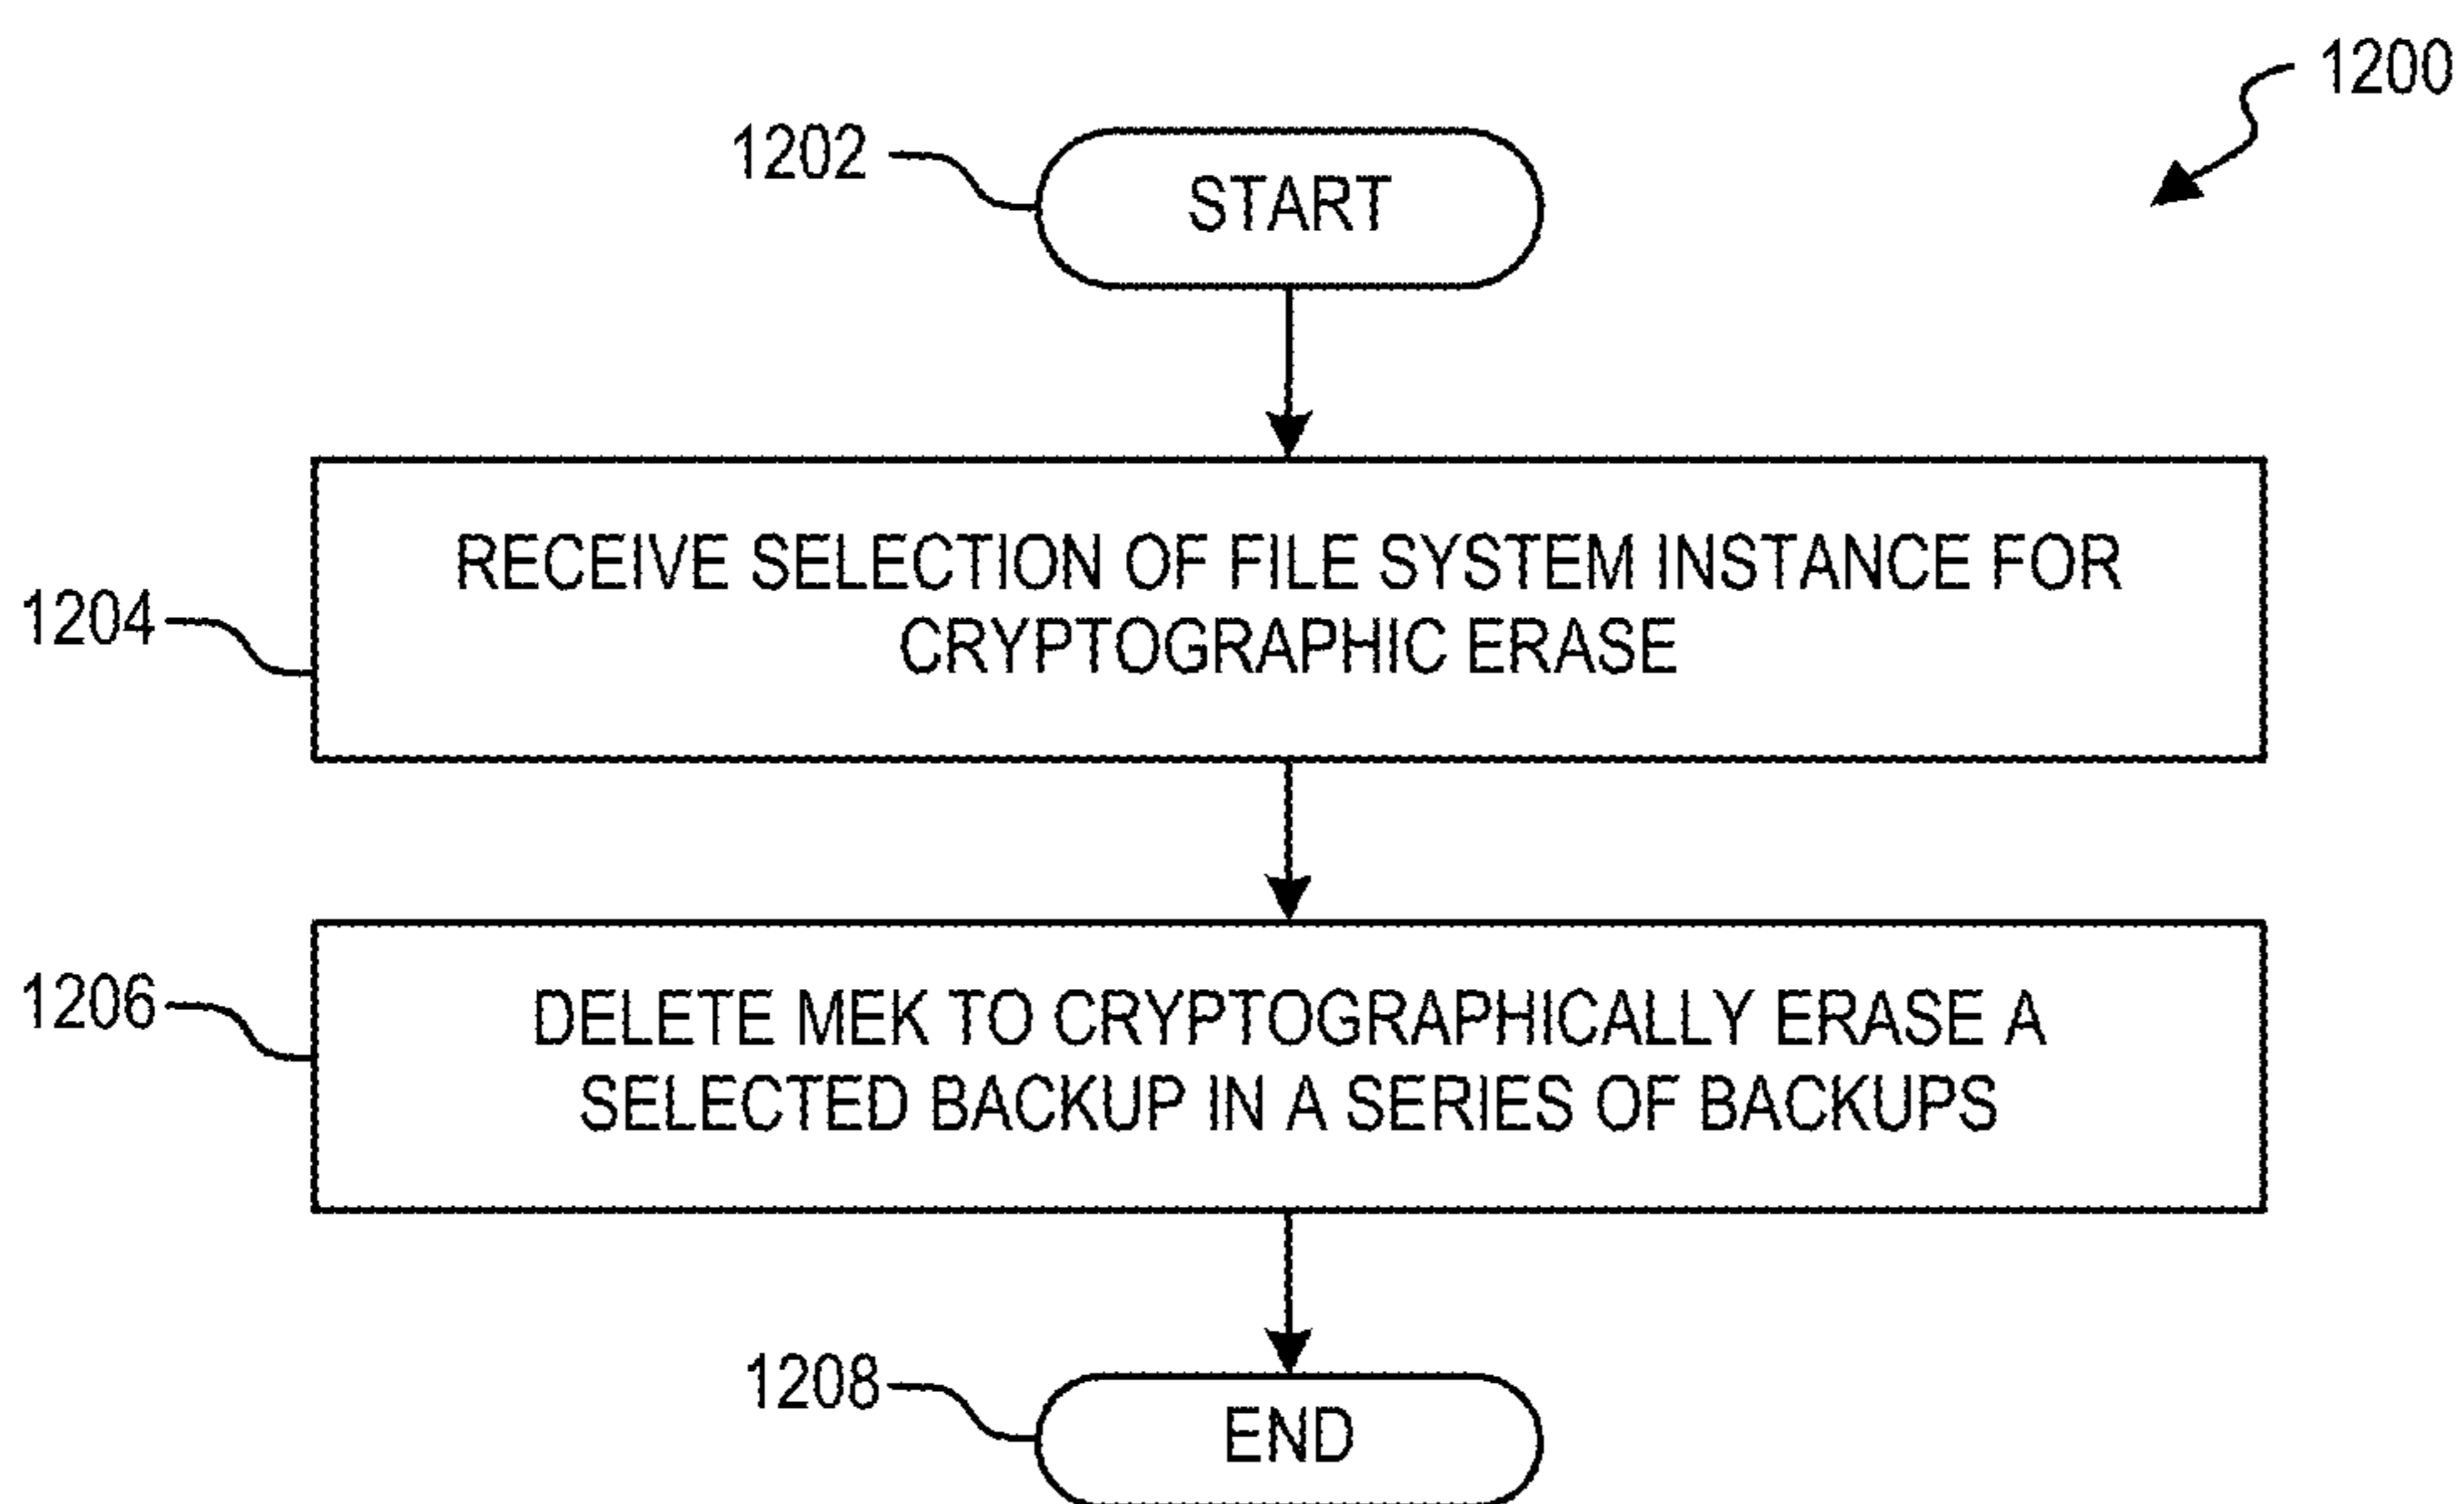 1200
1202
START
1204
RECEIVE SELECTION OF FILE SYSTEM INSTANCE FOR
CRYPTOGRAPHIC ERASE
1206
DELETE MEK TO CRYPTOGRAPHICALLY ERASE A
SELECTED BACKUP IN A SERIES OF BACKUPS
1208
END